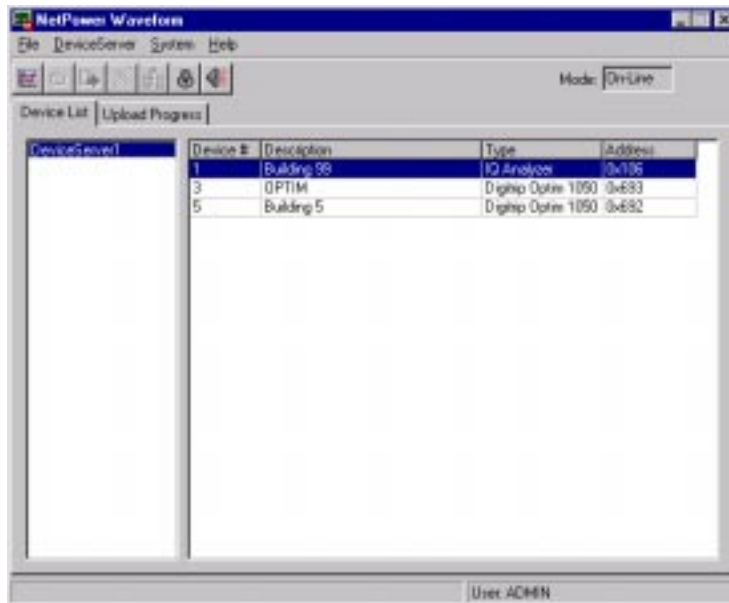 NetPower Waveform
File DeviceServer System Help
Mode: On-Line
Device List Upload Progress
DeviceServer1
Device # Description Type Address
1 Building 99 IQ Analyzer 0x106
3 OPTIM Digitrip Optim 1050 0x693
5 Building 5 Digitrip Optim 1050 0x692
User: ADMIN